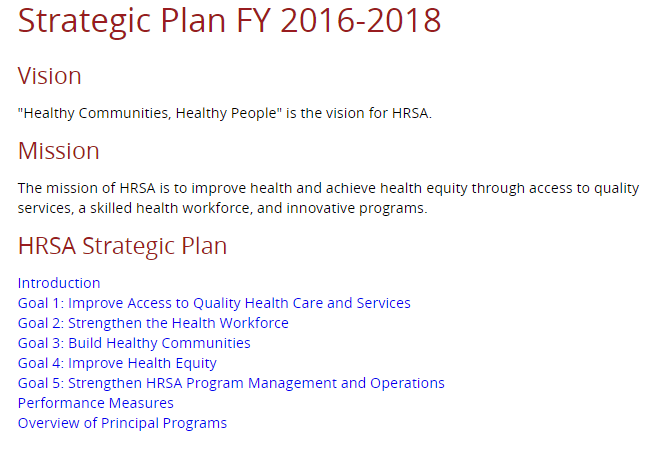 Strategic Plan FY 2016-2018
Vision
"Healthy Communities, Healthy People" is the vision for HRSA.
Mission
The mission of HRSA is to improve health and achieve health equity through access to quality
services, a skilled health workforce, and innovative programs.
HRSA Strategic Plan
Introduction
Goal 1: Improve Access to Quality Health Care and Services
Goal 2: Strengthen the Health Workforce
Goal 3: Build Healthy Communities
Goal 4: Improve Health Equity
Goal 5: Strengthen HRSA Program Management and Operations
Performance Measures
Overview of Principal Programs